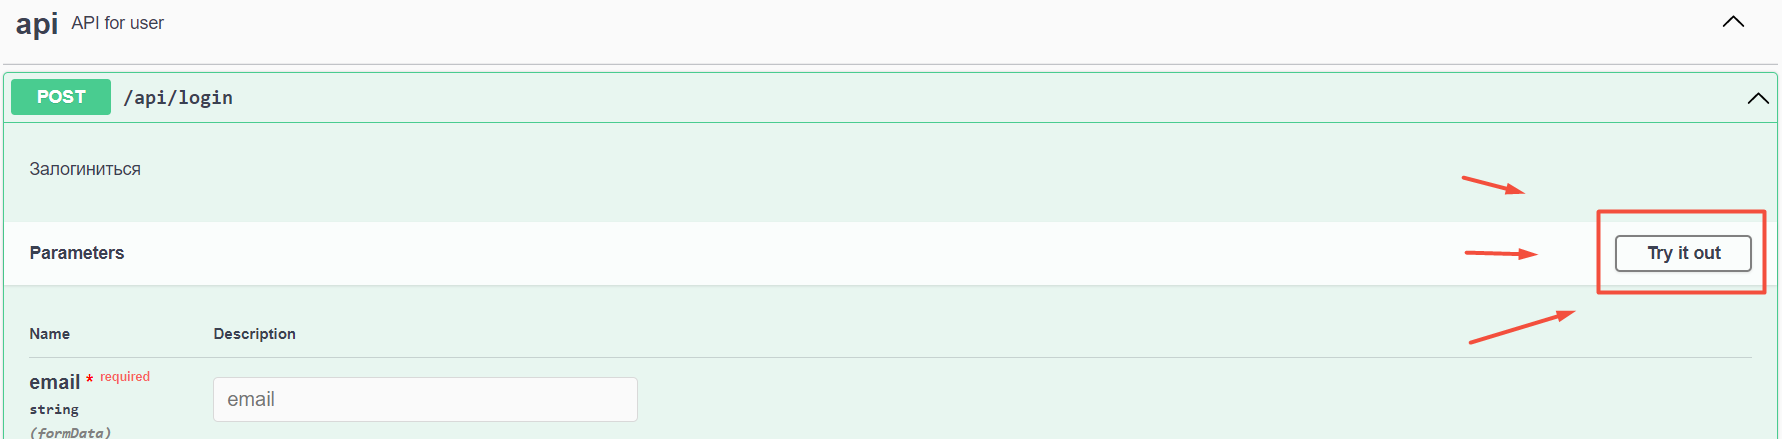 api API for user
POST /api/login
Залогиниться
Parameters Try it out
Name Description
email * required
email
string
(formData)